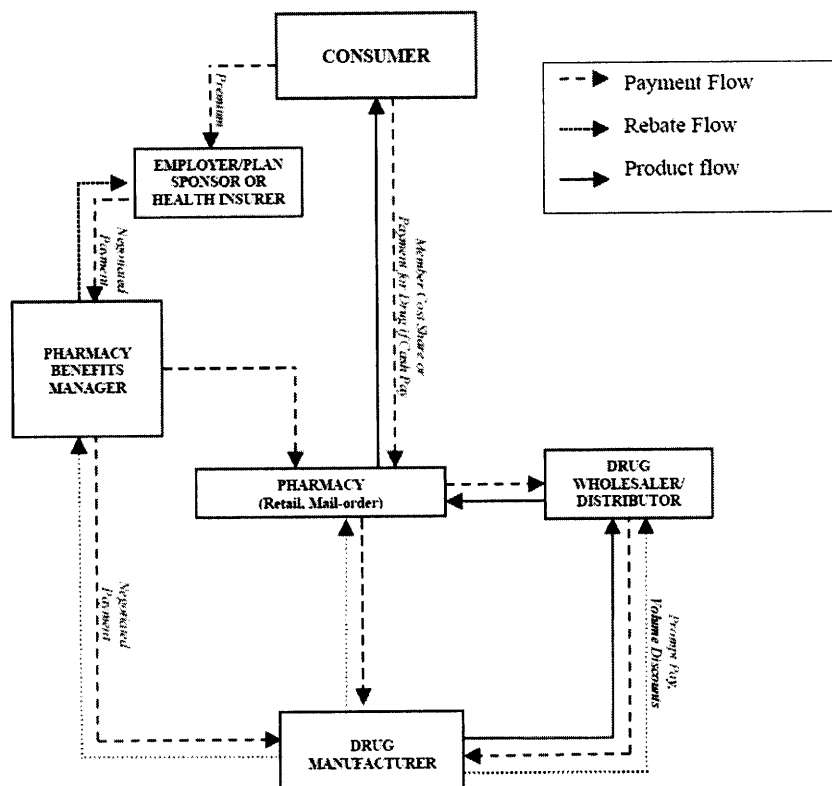 CONSUMER
Payment Flow
Rebate Flow
Product flow
Premium
EMPLOYER/PLAN
SPONSOR OR
HEALTH INSURER
Negotiated
Payment
Member Cost Share or
Payment for Drug if Cash Pay
PHARMACY
BENEFITS
MANAGER
PHARMACY
(Retail, Mail-order)
DRUG
WHOLESALER/
DISTRIBUTOR
Negotiated
Payment
Prompt Pay,
Volume Discounts
DRUG
MANUFACTURER